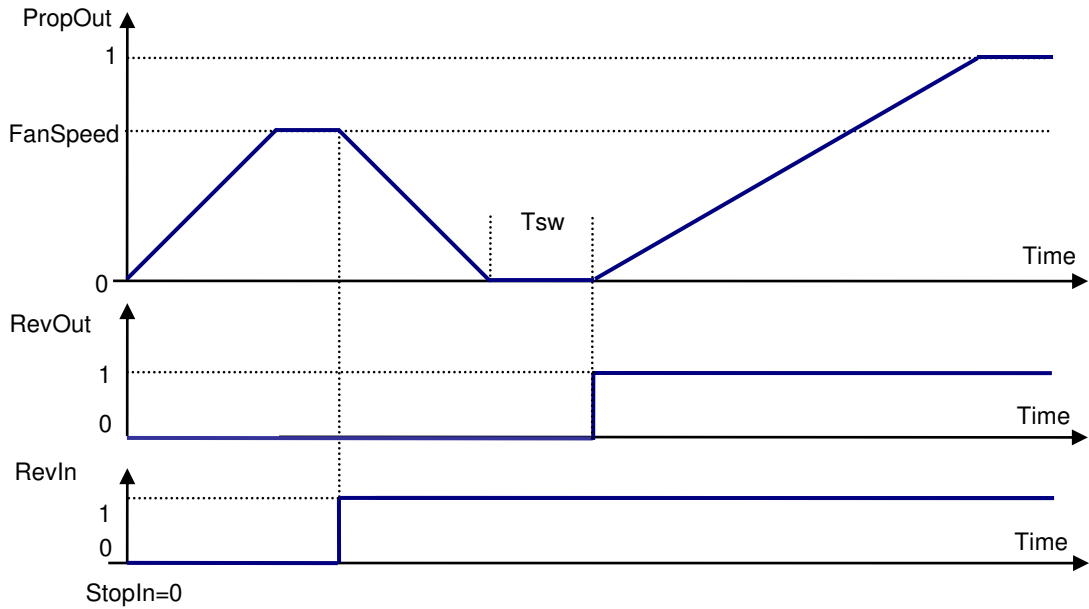 PropOut
1
FanSpeed
Tsw
Time
0
RevOut
1
0
Time
RevIn
1
0
Time
StopIn=0